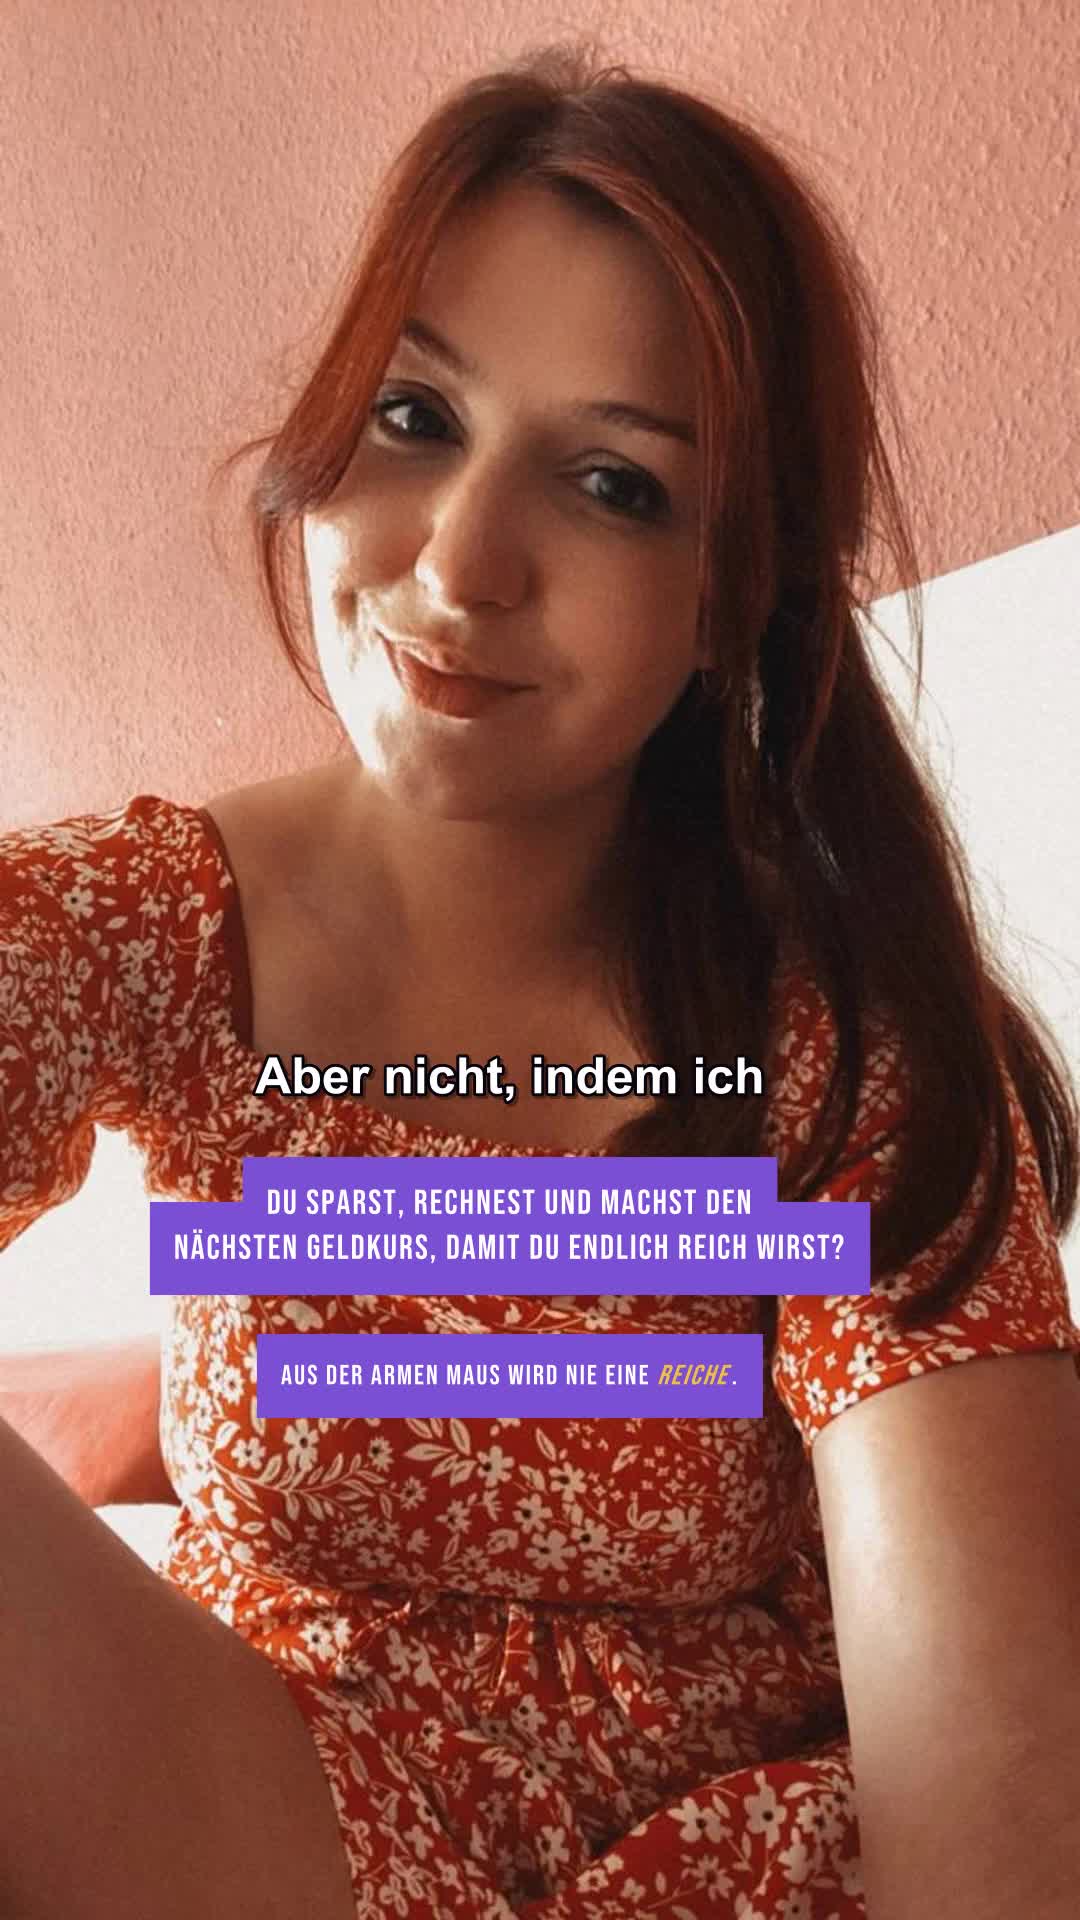 Aber nicht, indem ich
DU SPARST, RECHNEST UND MACHST DEN
NÄCHSTEN GELDKURS, DAMIT DU ENDLICH REICH WIRST?
AUS DER ARMEN MAUS WIRD NIE EINE REICHE.